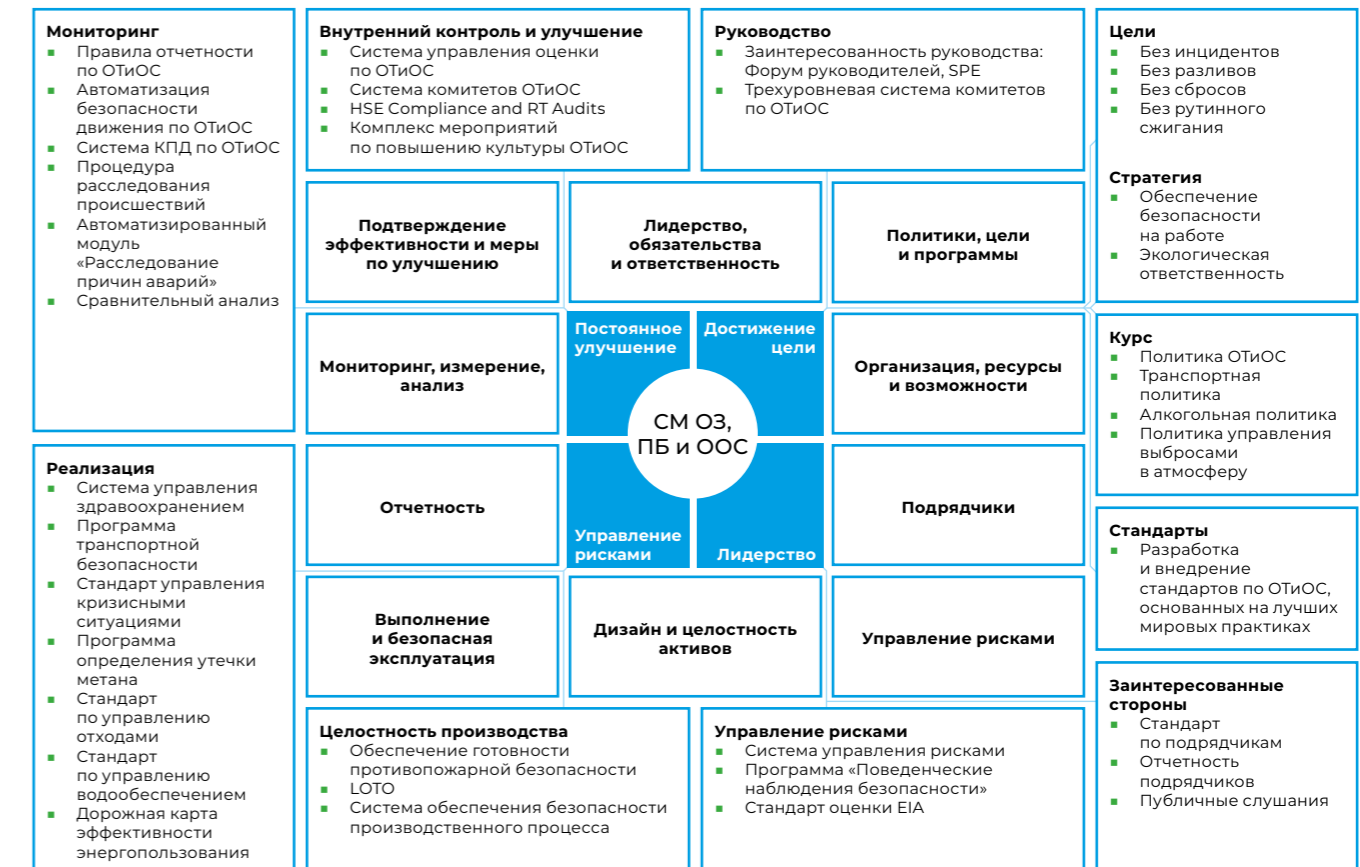 Мониторинг
▪ Правила отчетности
по ОТиОС
▪ Автоматизация
безопасности
движения по ОТиОС
▪ Система КПД по ОТиОС
▪ Процедура
расследования
происшествий
▪ Автоматизированный
модуль
«Расследование
причин аварий»
▪ Сравнительный анализ
Внутренний контроль и улучшение
▪ Система управления оценки
по ОТиОС
▪ Система комитетов ОТиОС
▪ HSE Compliance and RT Audits
▪ Комплекс мероприятий
по повышению культуры ОТиОС
Руководство
▪ Заинтересованность руководства:
Форум руководителей, SPE
▪ Трехуровневая система комитетов
по ОТиОС
Цели
▪ Без инцидентов
▪ Без разливов
▪ Без сбросов
▪ Без рутинного
сжигания
Стратегия
▪ Обеспечение
безопасности
на работе
▪ Экологическая
ответственность
Подтверждение
эффективности и меры
по улучшению
Лидерство,
обязательства
и ответственность
Политики, цели
и программы
Мониторинг, измерение,
анализ
Постоянное
улучшение
Достижение
цели
Организация, ресурсы
и возможности
СМ ОЗ,
ПБ и ООС
Курс
▪ Политика ОТиОС
▪ Транспортная
политика
▪ Алкогольная политика
▪ Политика управления
выбросами
в атмосферу
Реализация
▪ Система управления
здравоохранением
▪ Программа
транспортной
безопасности
▪ Стандарт управления
кризисными
ситуациями
▪ Программа
определения утечки
метана
▪ Стандарт
по управлению
отходами
▪ Стандарт
по управлению
водообеспечением
▪ Дорожная карта
эффективности
энергопользования
Отчетность
Управление
рисками
Лидерство
Подрядчики
Стандарты
▪ Разработка
и внедрение
стандартов по ОТиОС,
основанных на лучших
мировых практиках
Выполнение
и безопасная
эксплуатация
Дизайн и целостность
активов
Управление рисками
Целостность производства
▪ Обеспечение готовности
противопожарной безопасности
▪ LOTO
▪ Система обеспечения безопасности
производственного процесса
Управление рисками
▪ Система управления рисками
▪ Программа «Поведенческие
наблюдения безопасности»
▪ Стандарт оценки EIA
Заинтересованные
стороны
▪ Стандарт
по подрядчикам
▪ Отчетность
подрядчиков
▪ Публичные слушания